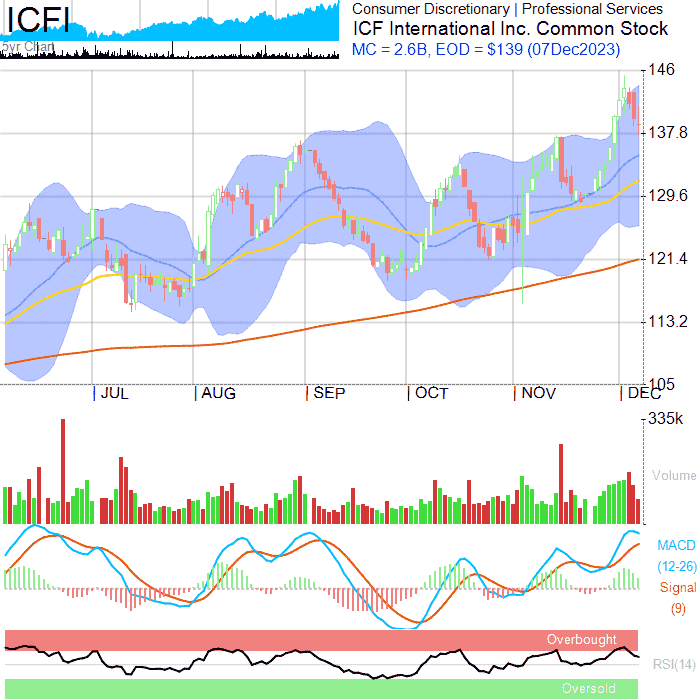 ICFI
5yr Chart
Consumer Discretionary | Professional Services
ICF International Inc. Common Stock
MC = 2.6B, EOD = $139 (07Dec2023)
146
137.8
129.6
121.4
113.2
105
JUL
AUG
SEP
OCT
NOV
DEC
335k
Volume
MACD
(12-26)
Signal
(9)
Overbought
RSI(14)
Oversold